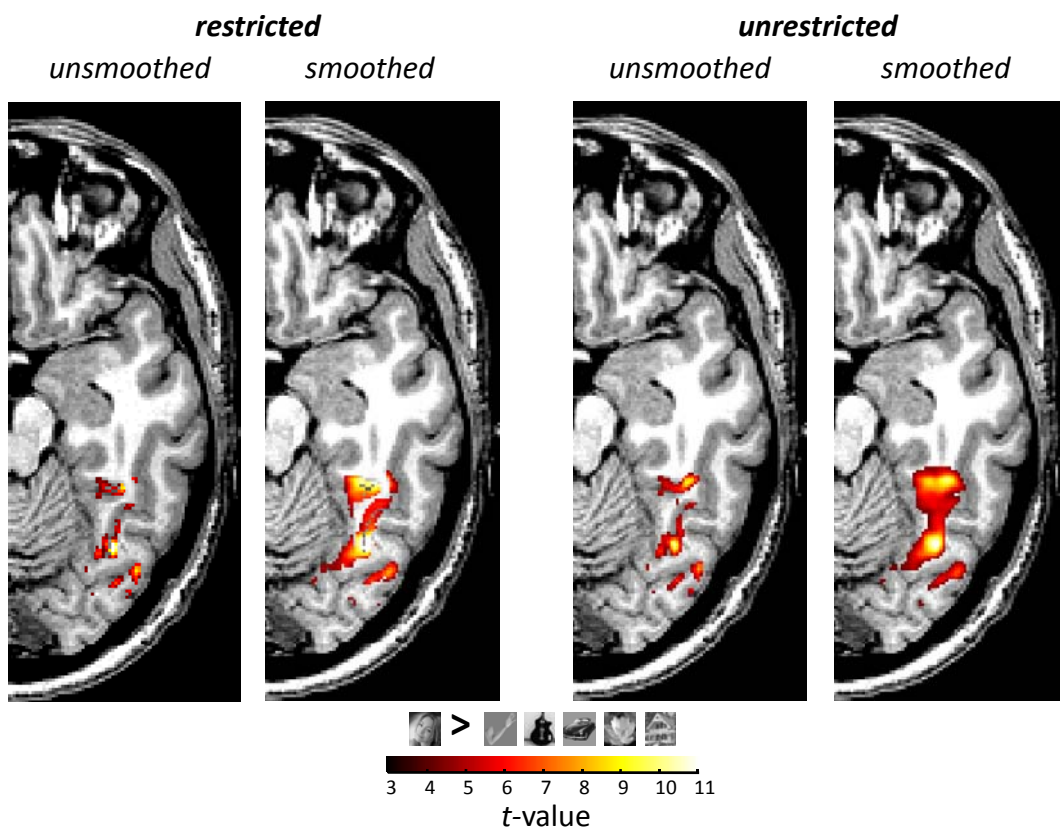 restricted
unrestricted
unsmoothed
smoothed
unsmoothed
smoothed
>
3 4 5 6 7 8 9 10 11
t-value